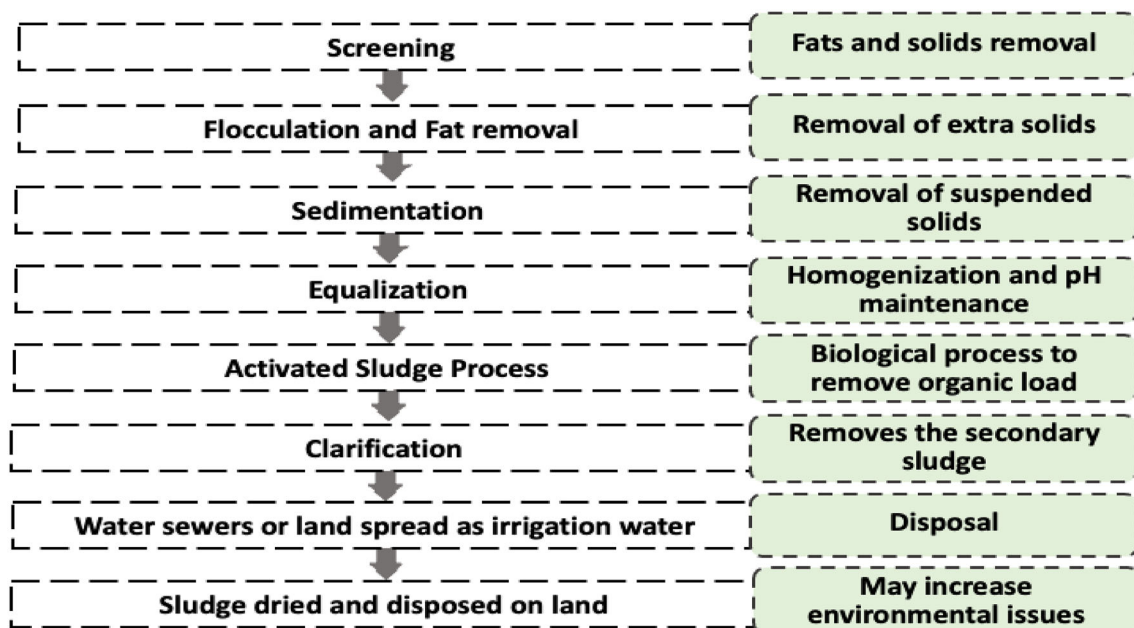 Screening
Fats and solids removal
Flocculation and Fat removal
Removal of extra solids
Sedimentation
Removal of suspended
solids
Equalization
Homogenization and pH
maintenance
Activated Sludge Process
Biological process to
remove organic load
Clarification
Removes the secondary
sludge
Water sewers or land spread as irrigation water
Disposal
Sludge dried and disposed on land
May increase
environmental issues